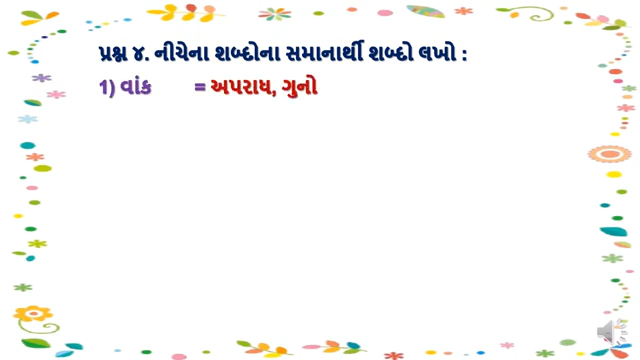 પ્રશ્ન ૪. નીચેના શબ્દોના સમાનાર્થી શબ્દો લખો :
1) વાંક = અપરાધ, ગુનો